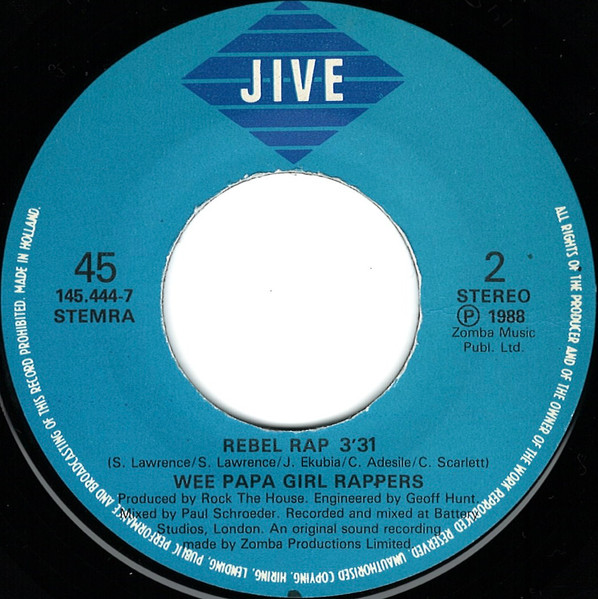 JIVE
45
145.444-7
STEMRA
2
STEREO
Ⓟ 1988
Zomba Music
Publ. Ltd.
REBEL RAP 3'31
(S. Lawrence/S. Lawrence/J. Ekubia/C. Adesile/C. Scarlett)
WEE PAPA GIRL RAPPERS
Produced by Rock The House. Engineered by Geoff Hunt.
Mixed by Paul Schroeder. Recorded and mixed at Battery
Studios, London. An original sound recording
made by Zomba Productions Limited
ALL RIGHTS OF THE PRODUCER AND OF THE OWNER OF THE WORK REPRODUCED RESERVED. UNAUTHORISED COPYING, HIRING, LENDING, PUBLIC PERFORMANCE AND BROADCASTING OF THIS RECORD PROHIBITED. MADE IN HOLLAND.